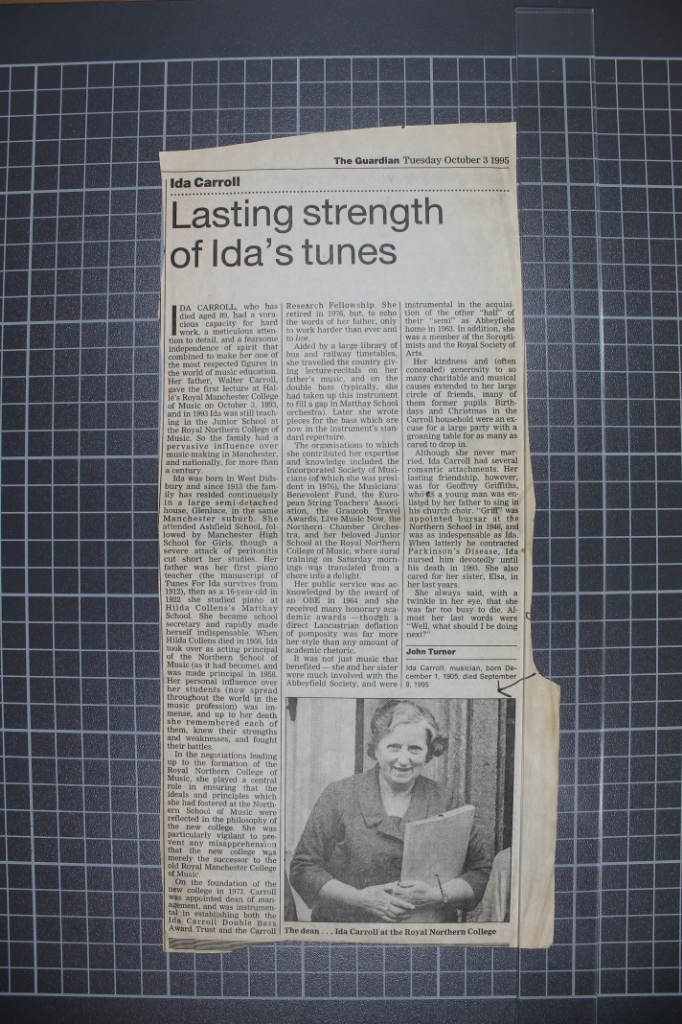 The Guardian Tuesday October 3 1995
Ida Carroll
Lasting strength
of Ida's tunes
IDA CARROLL, who has
died aged 89, had a vora-
cious capacity for hard
work, a meticulous atten-
tion to detail, and a fearsome
independence of spirit that
combined to make her one of
the most respected figures in
the world of music education.
Her father, Walter Carroll,
gave the first lecture at Hal-
lé's Royal Manchester College
of Music on October 3, 1893,
and in 1993 Ida was still teach-
ing in the Junior School at
the Royal Northern College of
Music. So the family had a
pervasive influence over
music-making in Manchester,
and nationally, for more than
a century.
Ida was born in West Dids-
bury and since 1913 the fam-
ily has resided continuously
in a large semi-detached
house, Glenluce, in the same
Manchester suburb. She
attended Ashfield School, fol-
lowed by Manchester High
School for Girls, though a
severe attack of peritonitis
cut short her studies. Her
father was her first piano
teacher (the manuscript of
Tunes For Ida survives from
1912), then as a 16-year-old in
1922 she studied piano at
Hilda Collens's Matthay
School. She became school
secretary and rapidly made
herself indispensable. When
Hilda Collens died in 1956, Ida
took over as acting principal
of the Northern School of
Music (as it had become), and
was made principal in 1958.
Her personal influence over
her students (now spread
throughout the world in the
music profession) was im-
mense, and up to her death
she remembered each of
them, knew their strengths
and weaknesses, and fought
their battles.
In the negotiations leading
up to the formation of the
Royal Northern College of
Music, she played a central
role in ensuring that the
ideals and principles which
she had fostered at the North-
ern School of Music were
reflected in the philosophy of
the new college. She was
particularly vigilant to pre-
vent any misapprehension
that the new college was
merely the successor to the
old Royal Manchester College
of Music.
On the foundation of the
new college in 1972, Carroll
was appointed dean of man-
agement, and was instrumen-
tal in establishing both the
Ida Carroll Double Bass
Award Trust and the Carroll
Research Fellowship. She
retired in 1976, but, to echo
the words of her father, only
to work harder than ever and
to live.
Aided by a large library of
bus and railway timetables,
she travelled the country giv-
ing lecture-recitals on her
father's music, and on the
double bass (typically, she
had taken up this instrument
to fill a gap in Matthay School
orchestra). Later she wrote
pieces for the bass which are
now in the instrument's stan-
dard repertoire.
The organisations to which
she contributed her expertise
and knowledge included the
Incorporated Society of Musi-
cians (of which she was presi-
dent in 1976), the Musicians'
Benevolent Fund, the Euro-
pean String Teachers' Associ-
ation, the Graucob Travel
Awards, Live Music Now, the
Northern Chamber Orches-
tra, and her beloved Junior
School at the Royal Northern
College of Music, where aural
training on Saturday morn-
ings was translated from a
chore into a delight.
Her public service was ac-
knowledged by the award of
an OBE in 1964 and she
received many honorary aca-
demic awards — though a
direct Lancastrian deflation
of pomposity was far more
her style than any amount of
academic rhetoric.
It was not just music that
benefited — she and her sister
were much involved with the
Abbeyfield Society, and were
instrumental in the acquisi-
tion of the other "half" of
their "semi" as Abbeyfield
home in 1963. In addition, she
was a member of the Soropti-
mists and the Royal Society of
Arts.
Her kindness and (often
concealed) generosity to so
many charitable and musical
causes extended to her large
circle of friends, many of
them former pupils. Birth-
days and Christmas in the
Carroll household were an ex-
cuse for a large party with a
groaning table for as many as
cared to drop in.
Although she never mar-
ried, Ida Carroll had several
romantic attachments. Her
lasting friendship, however,
was for Geoffrey Griffiths,
who as a young man was en-
listed by her father to sing in
his church choir. "Griff" was
appointed bursar at the
Northern School in 1946, and
was as indispensable as Ida.
When latterly he contracted
Parkinson's Disease, Ida
nursed him devotedly until
his death in 1990. She also
cared for her sister, Elsa, in
her last years.
She always said, with a
twinkle in her eye, that she
was far too busy to die. Al-
most her last words were
"Well, what should I be doing
next?"
John Turner
Ida Carroll, musician, born De-
cember 1, 1905; died September
9, 1995
The dean . . . Ida Carroll at the Royal Northern College